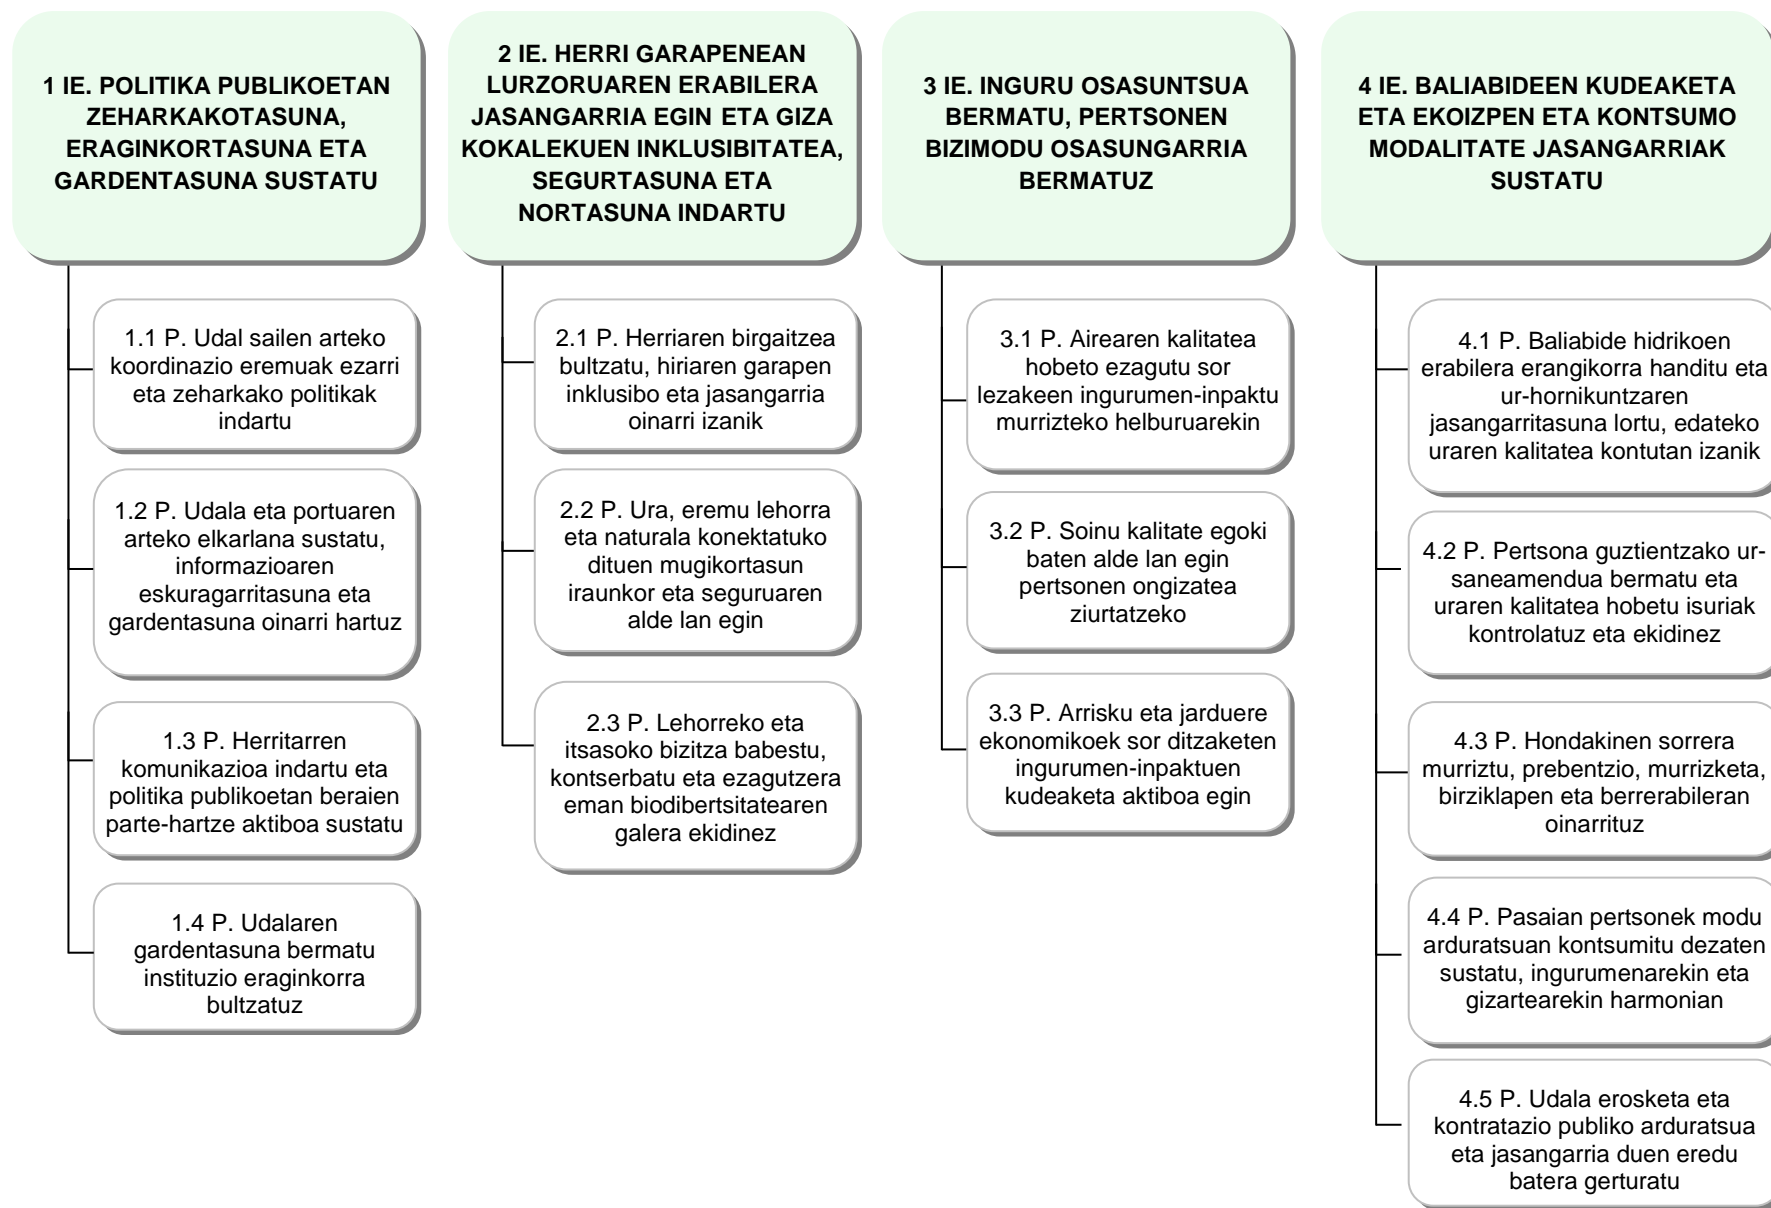 1 IE. POLITIKA PUBLIKOETAN
ZEHARKAKOTASUNA,
ERAGINKORTASUNA ETA
GARDENTASUNA SUSTATU
1.1 P. Udal sailen arteko
koordinazio eremuak ezarri
eta zeharkako politikak
indartu
1.2 P. Udala eta portuaren
arteko elkarlana sustatu,
informazioaren
eskuragarritasuna eta
gardentasuna oinarri hartuz
1.3 P. Herritarren
komunikazioa indartu eta
politika publikoetan beraien
parte-hartze aktiboa sustatu
1.4 P. Udalaren
gardentasuna bermatu
instituzio eraginkorra
bultzatuz
2 IE. HERRI GARAPENEAN
LURZORUAREN ERABILERA
JASANGARRIA EGIN ETA GIZA
KOKALEKUEN INKLUSIBITATEA,
SEGURTASUNA ETA
NORTASUNA INDARTU
2.1 P. Herriaren birgaitzea
bultzatu, hiriaren garapen
inklusibo eta jasangarria
oinarri izanik
2.2 P. Ura, eremu lehorra
eta naturala konektatuko
dituen mugikortasun
iraunkor eta seguruaren
alde lan egin
2.3 P. Lehorreko eta
itsasoko bizitza babestu,
kontserbatu eta ezagutzera
eman biodibertsitatearen
galera ekidinez
3 IE. INGURU OSASUNTSUA
BERMATU, PERTSONEN
BIZIMODU OSASUNGARRIA
BERMATUZ
3.1 P. Airearen kalitatea
hobeto ezagutu sor
lezakeen ingurumen-inpaktu
murrizteko helburuarekin
3.2 P. Soinu kalitate egoki
baten alde lan egin
pertsonen ongizatea
ziurtatzeko
3.3 P. Arrisku eta jarduere
ekonomikoek sor ditzaketen
ingurumen-inpaktuen
kudeaketa aktiboa egin
4 IE. BALIABIDEEN KUDEAKETA
ETA EKOIZPEN ETA KONTSUMO
MODALITATE JASANGARRIAK
SUSTATU
4.1 P. Baliabide hidrikoen
erabilera erangikorra handitu eta
ur-hornikuntzaren
jasangarritasuna lortu, edateko
uraren kalitatea kontutan izanik
4.2 P. Pertsona guztientzako ur-
saneamendua bermatu eta
uraren kalitatea hobetu isuriak
kontrolatuz eta ekidinez
4.3 P. Hondakinen sorrera
murriztu, prebentzio, murrizketa,
birziklapen eta berrerabileran
oinarrituz
4.4 P. Pasaian pertsonek modu
arduratsuan kontsumitu dezaten
sustatu, ingurumenarekin eta
gizartearekin harmonian
4.5 P. Udala erosketa eta
kontratazio publiko arduratsua
eta jasangarria duen eredu
batera gerturatu